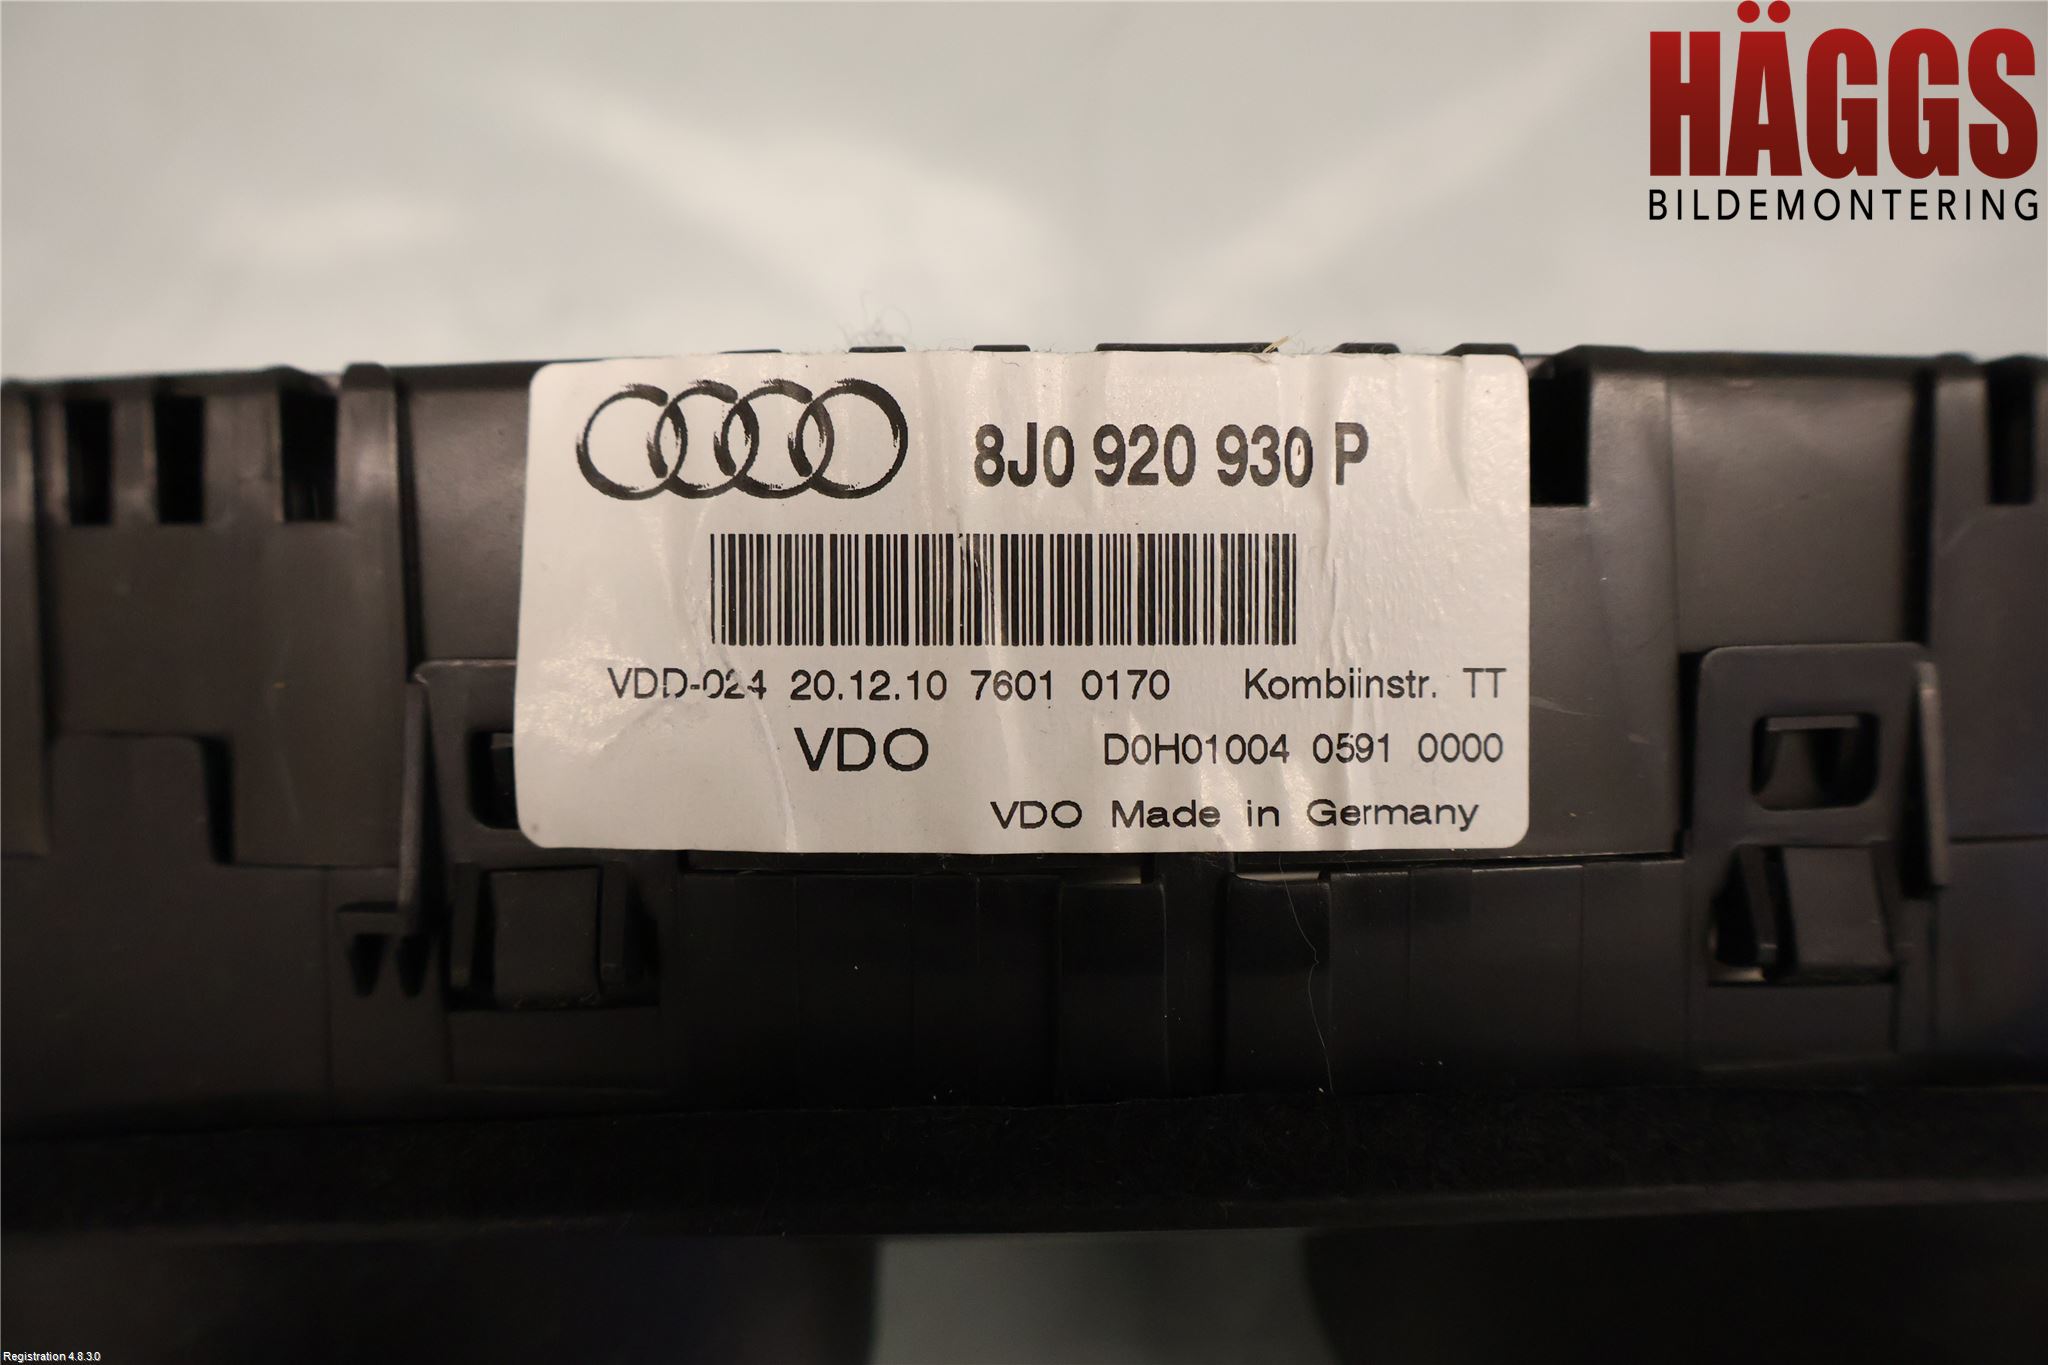 HÄGGS
BILDEMONTERING
8J0 920 930 P
VDD-024 20.12.10 7601 0170 Kombiinstr. TT
VDO D0H01004 0591 0000
VDO Made in Germany
Registration 4.8.3.0